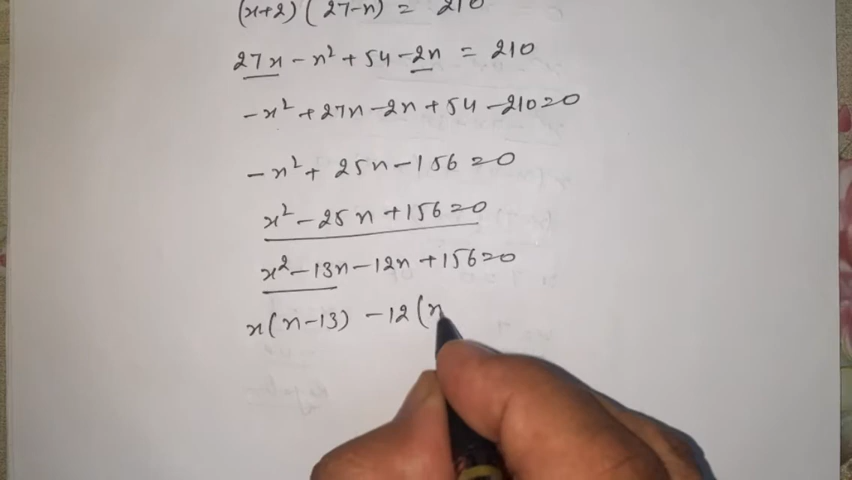 (x+2) (27-x) = 210
27x - x² + 54 - 2x = 210
-x² + 27x - 2x + 54 - 210 = 0
-x² + 25x - 156 = 0
x² - 25x + 156 = 0
x² - 13x - 12x + 156 = 0
x(x-13) - 12(x